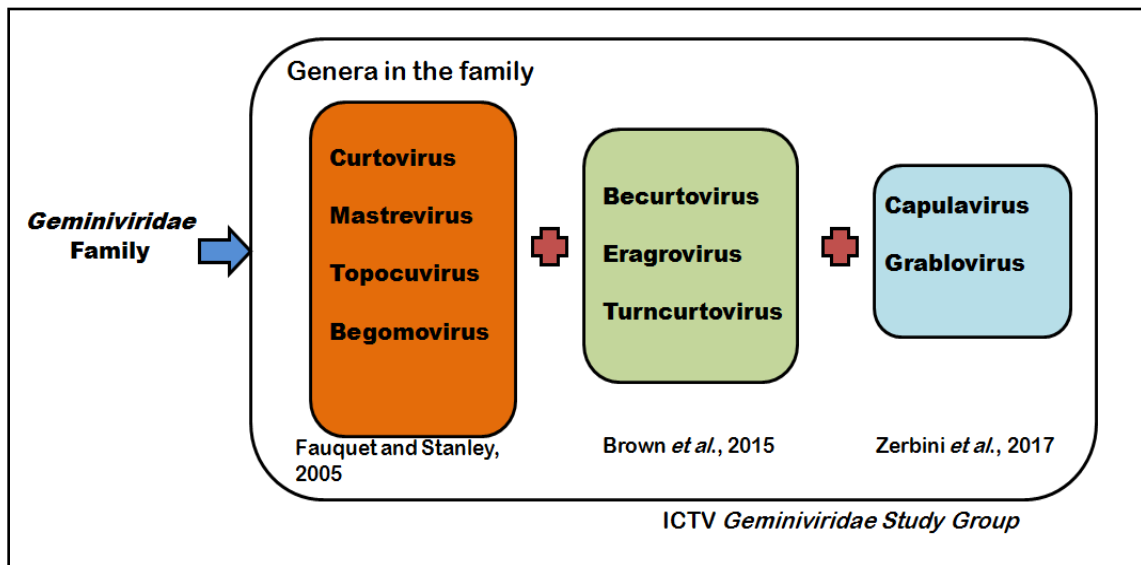 Genera in the family
Geminiviridae
Family
Curtovirus
Mastrevirus
Topocuvirus
Begomovirus
Fauquet and Stanley,
2005
Becurtovirus
Eragrovirus
Turncurtovirus
Brown et al., 2015
Capulavirus
Grablovirus
Zerbini et al., 2017
ICTV Geminiviridae Study Group